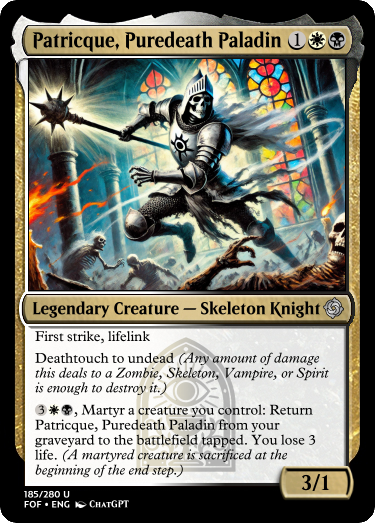 Patricque, Puredeath Paladin 1
Legendary Creature — Skeleton Knight
First strike, lifelink
Deathtouch to undead (Any amount of damage
this deals to a Zombie, Skeleton, Vampire, or Spirit
is enough to destroy it.)
3, Martyr a creature you control: Return
Patricque, Puredeath Paladin from your
graveyard to the battlefield tapped. You lose 3
life. (A martyred creature is sacrificed at the
beginning of the end step.)
3/1
185/280 U
FOF • ENG ChatGPT